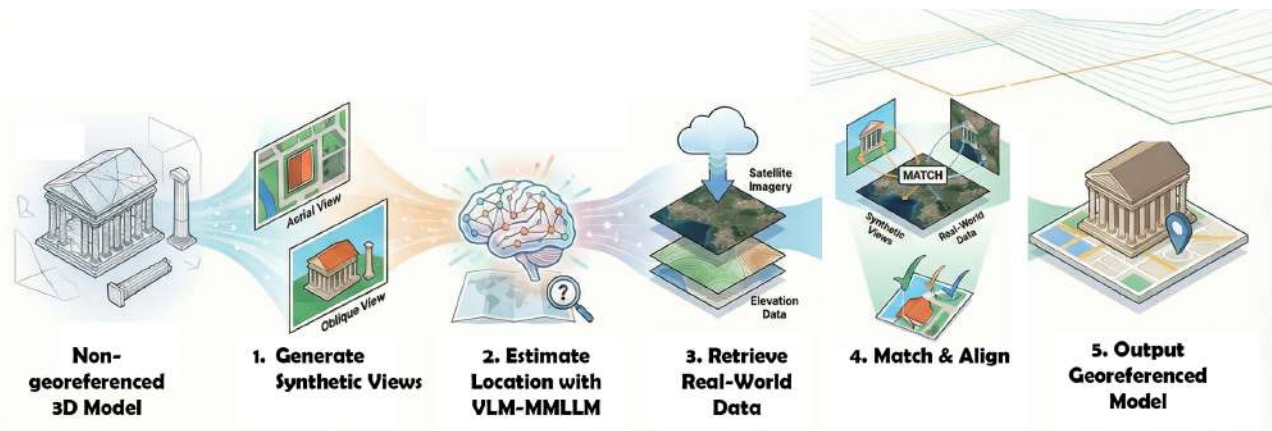 Aerial View
Oblique View
?
Satellite
Imagery
Elevation
Data
MATCH
Synthetic
Views
Real-World
Data
Non-
georeferenced
3D Model
1. Generate
Synthetic Views
2. Estimate
Location with
VLM-MMLLM
3. Retrieve
Real-World
Data
4. Match & Align
5. Output
Georeferenced
Model